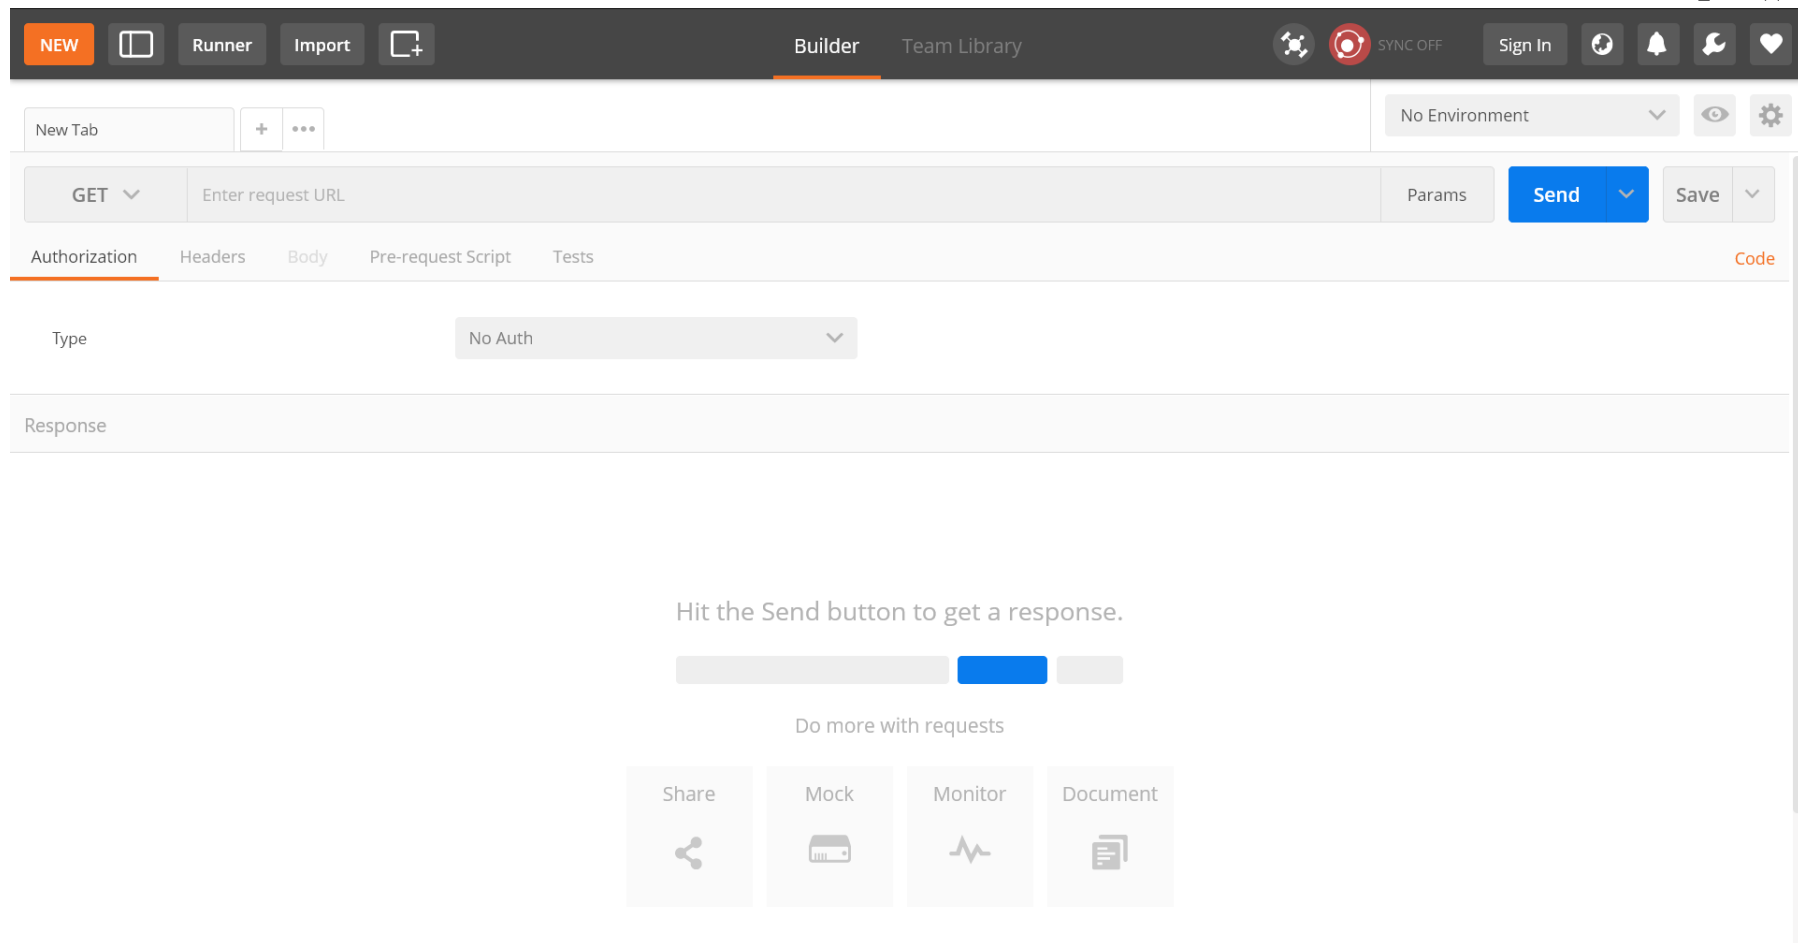 NEW Runner Import Builder Team Library SYNC OFF Sign In
New Tab + No Environment
GET Enter request URL Params Send Save
Authorization Headers Body Pre-request Script Tests Code
Type No Auth
Response
Hit the Send button to get a response.
Do more with requests
Share Mock Monitor Document